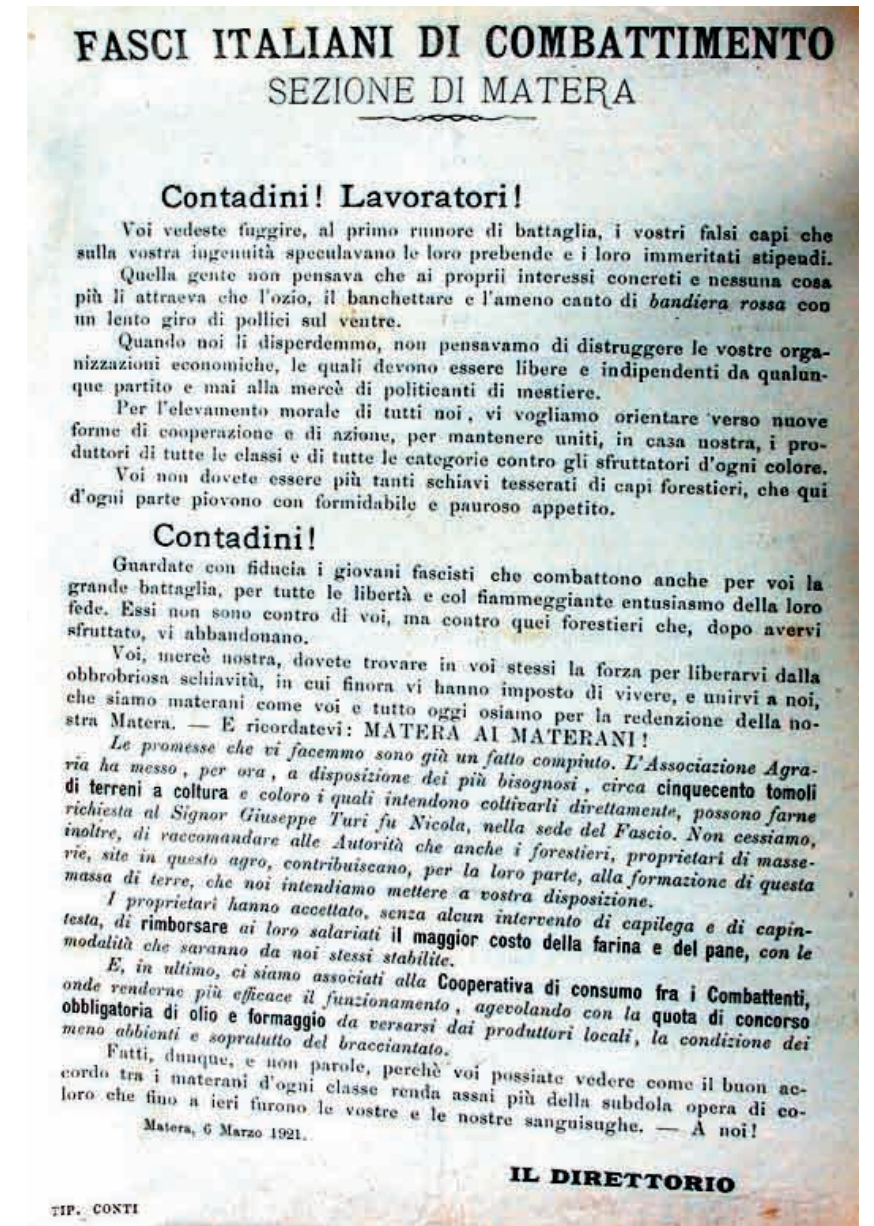 FASCI ITALIANI DI COMBATTIMENTO
SEZIONE DI MATERA
Contadini! Lavoratori!
Voi vedeste fuggire, al primo rumore di battaglia, i vostri falsi capi che
sulla vostra ingenuità speculavano le loro prebende e i loro immeritati stipendi.
Quella gente non pensava che ai proprii interessi concreti e nessuna cosa
più li attraeva che l'ozio, il banchettare e l'ameno canto di bandiera rossa con
un lento giro di pollici sul ventre.
Quando noi li disperdemmo, non pensavamo di distruggere le vostre orga-
nizzazioni economiche, le quali devono essere libere e indipendenti da qualun-
que partito e mai alla mercè di politicanti di mestiere.
Per l'elevamento morale di tutti noi, vi vogliamo orientare verso nuove
forme di cooperazione e di azione, per mantenere uniti, in casa nostra, i pro-
duttori di tutte le classi e di tutte le categorie contro gli sfruttatori d'ogni colore.
Voi non dovete essere più tanti schiavi tesserati di capi forestieri, che qui
d'ogni parte piovono con formidabile e pauroso appetito.
Contadini!
Guardate con fiducia i giovani fascisti che combattono anche per voi la
grande battaglia, per tutte le libertà e col fiammeggiante entusiasmo della loro
fede. Essi non sono contro di voi, ma contro quei forestieri che, dopo avervi
sfruttato, vi abbandonano.
Voi, mercè nostra, dovete trovare in voi stessi la forza per liberarvi dalla
obbrobriosa schiavitù, in cui finora vi hanno imposto di vivere, e unirvi a noi,
che siamo materani come voi e tutto oggi osiamo per la redenzione della no-
stra Matera. — E ricordatevi: MATERA AI MATERANI!
Le promesse che vi facemmo sono già un fatto compiuto. L'Associazione Agra-
ria ha messo, per ora, a disposizione dei più bisognosi, circa cinquecento tomoli
di terreni a coltura e coloro i quali intendono coltivarli direttamente, possono farne
richiesta al Signor Giuseppe Turi fu Nicola, nella sede del Fascio. Non cessiamo,
inoltre, di raccomandare alle Autorità che anche i forestieri, proprietari di masse-
rie, site in questo agro, contribuiscano, per la loro parte, alla formazione di questa
massa di terre, che noi intendiamo mettere a vostra disposizione.
I proprietari hanno accettato, senza alcun intervento di capilega e di capin-
testa, di rimborsare ai loro salariati il maggior costo della farina e del pane, con le
modalità che saranno da noi stessi stabilite.
E, in ultimo, ci siamo associati alla Cooperativa di consumo fra i Combattenti,
onde renderne più efficace il funzionamento, agevolando con la quota di concorso
obbligatoria di olio e formaggio da versarsi dai produttori locali, la condizione dei
meno abbienti e sopratutto del bracciantato.
Fatti, dunque, e non parole, perchè voi possiate vedere come il buon ac-
cordo tra i materani d'ogni classe renda assai più della subdola opera di co-
loro che fino a ieri furono le vostre e le nostre sanguisughe. — A noi!
Matera, 6 Marzo 1921.
IL DIRETTORIO
TIP. CONTI